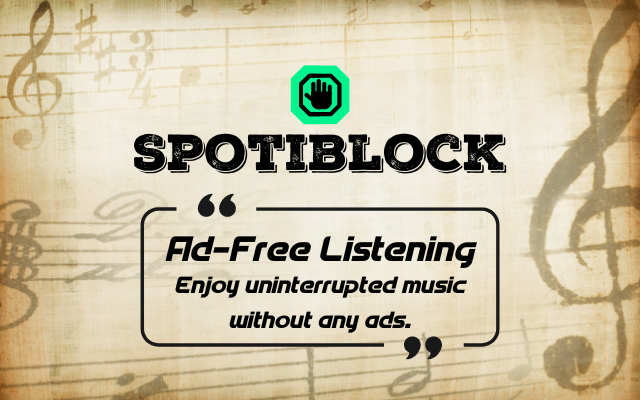 SPOTIBLOCK
“
Ad-Free Listening
Enjoy uninterrupted music
without any ads.
”